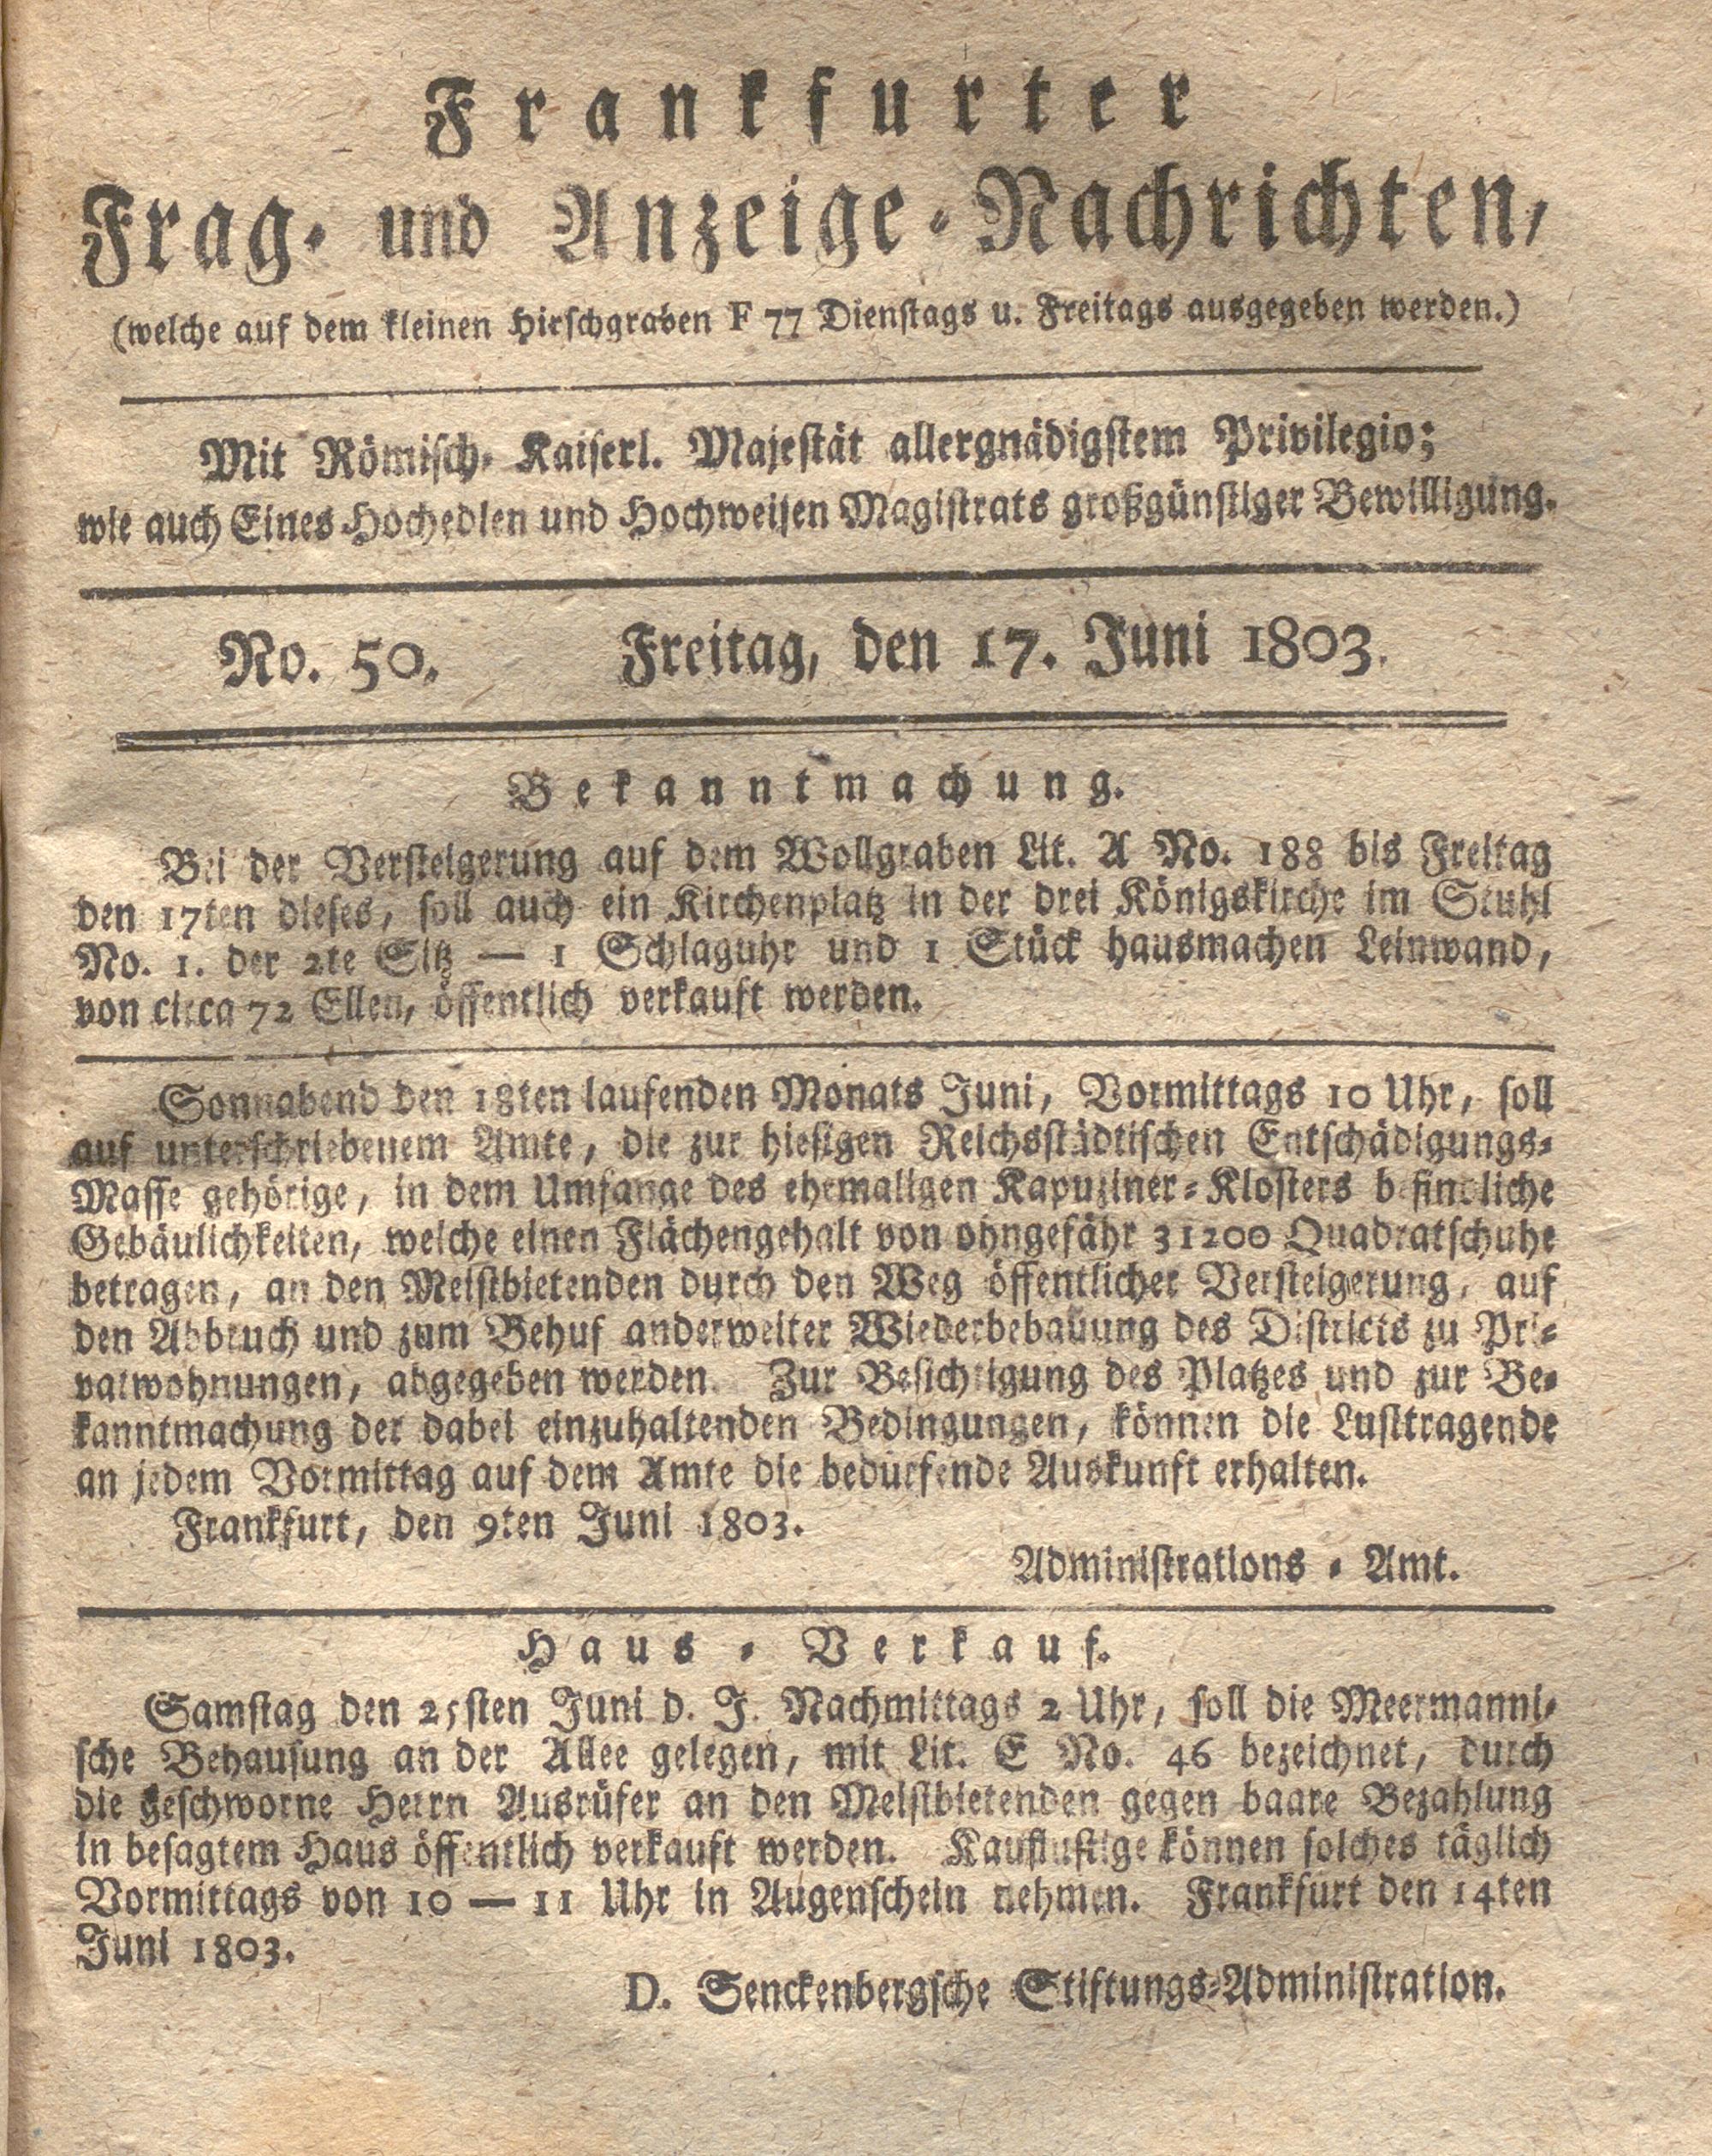 Frankfurter
Frag- und Anzeige-Nachrichten,
(welche auf dem kleinen Hirschgraben F 77 Dienstags u. Freitags ausgegeben werden.)
Mit Römisch- Kaiserl. Majestät allergnädigstem Privilegio;
wie auch Eines Hochedlen und Hochweisen Magistrats großgünstiger Bewilligung.
No. 50. Freitag, den 17. Juni 1803.
Bekanntmachung.
Bei der Versteigerung auf dem Wollgraben Lit. A No. 188 bis Freitag
den 17ten dieses, soll auch ein Kirchenplatz in der drei Königskirche im Stuhl
No. 1. der 2te Sitz — 1 Schlaguhr und 1 Stück hausmachen Leinwand,
von circa 72 Ellen, öffentlich verkauft werden.
Sonnabend den 18ten laufenden Monats Juni, Vormittags 10 Uhr, soll
auf unterschriebenem Amte, die zur hiesigen Reichsstädtischen Entschädigungs-
Masse gehörige, in dem Umfange des ehemaligen Kapuziner-Klosters befindliche
Gebäulichkeiten, welche einen Flächengehalt von ohngefähr 31200 Quadratschuhe
betragen, an den Meistbietenden durch den Weg öffentlicher Versteigerung, auf
den Abbruch und zum Behuf anderweiter Wiederbebauung des Districts zu Pri-
vatwohnungen, abgegeben werden. Zur Besichtigung des Platzes und zur Be-
kanntmachung der dabei einzuhaltenden Bedingungen, können die Lusttragende
an jedem Vormittag auf dem Amte die bedürfende Auskunft erhalten.
Frankfurt, den 9ten Juni 1803.
Administrations-Amt.
Haus-Verkauf.
Samstag den 25sten Juni d. J. Nachmittags 2 Uhr, soll die Meermanni-
sche Behausung an der Allee gelegen, mit Lit. E No. 46 bezeichnet, durch
die geschworne Herrn Ausrüfer an den Meistbietenden gegen baare Bezahlung
in besagtem Haus öffentlich verkauft werden. Kauflustige können solches täglich
Vormittags von 10 — 11 Uhr in Augenschein nehmen. Frankfurt den 14ten
Juni 1803.
D. Senckenbergsche Stiftungs-Administration.